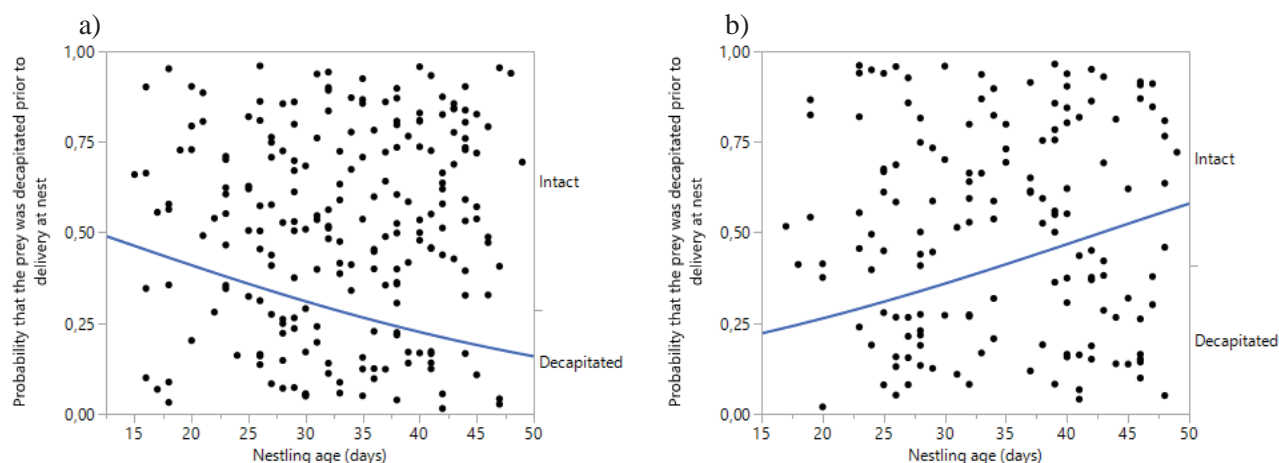 a)
Probability that the prey was decapitated prior to
delivery at nest
1,00
0,75
0,50
0,25
0,00
15 20 25 30 35 40 45 50
Nestling age (days)
Intact
Decapitated
b)
Probability that the prey was decapitated prior to
delivery at nest
1,00
0,75
0,50
0,25
0,00
15 20 25 30 35 40 45 50
Nestling age (days)
Intact
Decapitated